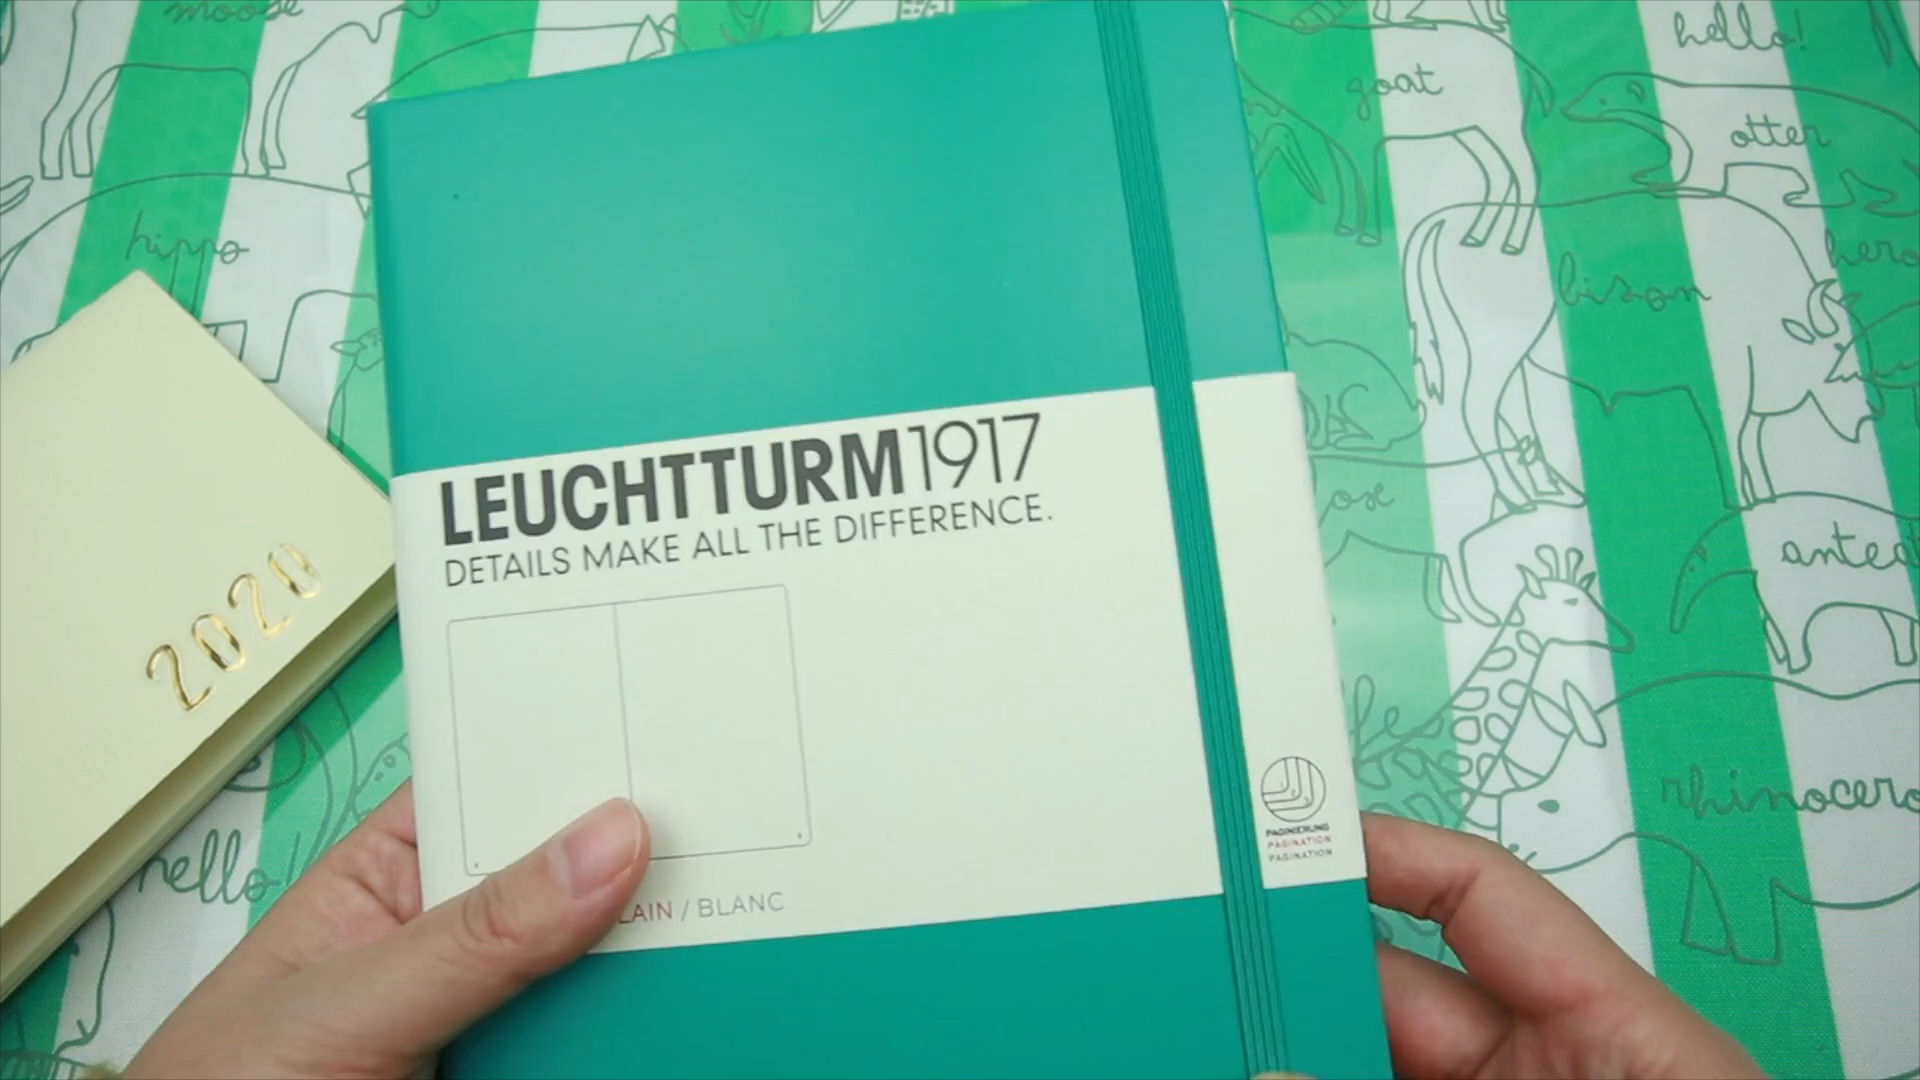 moose
hello!
goat
otter
hippo
bison
LEUCHTTURM1917
DETAILS MAKE ALL THE DIFFERENCE.
2020
rhinocero
PAGINIERUNG
PAGINATION
PAGINATION
hello!
LAIN / BLANC